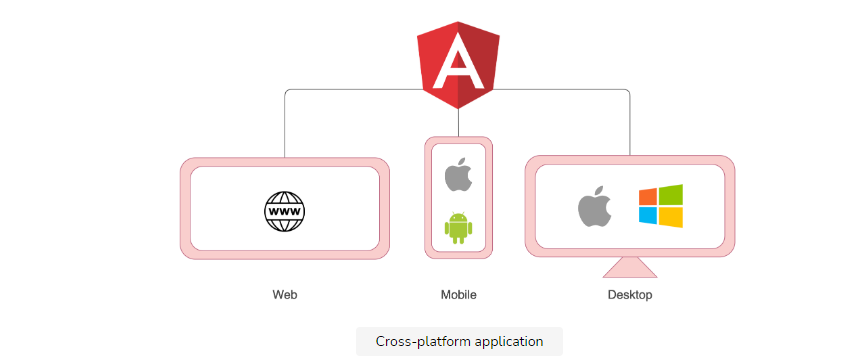 A
WWW
Web
Mobile
Desktop
Cross-platform application